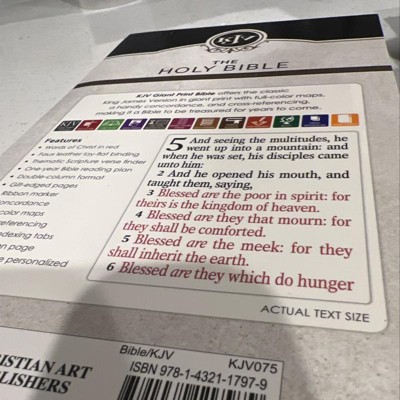 KJV
THE
HOLY BIBLE
KJV Giant Print Bible offers the classic
King James Version in giant print with full-color maps,
a handy concordance, and cross-referencing,
making it a Bible to be treasured for years to come.
KJV
Features
• Words of Christ in red
• Faux leather lay-flat binding
• Thematic Scripture verse finder
• One-year Bible reading plan
• Double-column format
• Gilt-edged pages
Ribbon marker
concordance
color maps
referencing
indexing tabs
on page
e personalized
5 And seeing the multitudes, he
went up into a mountain: and
when he was set, his disciples came
unto him:
2 And he opened his mouth, and
taught them, saying,
3 Blessed are the poor in spirit: for
theirs is the kingdom of heaven.
4 Blessed are they that mourn: for
they shall be comforted.
5 Blessed are the meek: for they
shall inherit the earth.
6 Blessed are they which do hunger
ACTUAL TEXT SIZE
RISTIAN ART
BLISHERS
Bible/KJV KJV075
ISBN 978-1-4321-1797-9